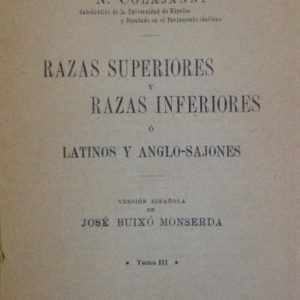 N. COLAJANNI
Catedrático de la Universidad de Nápoles
y Diputado en el Parlamento italiano
RAZAS SUPERIORES
Y
RAZAS INFERIORES
Ó
LATINOS Y ANGLO-SAJONES
VERSIÓN ESPAÑOLA
DE
JOSÉ BUIXÓ MONSERDA
Tomo III